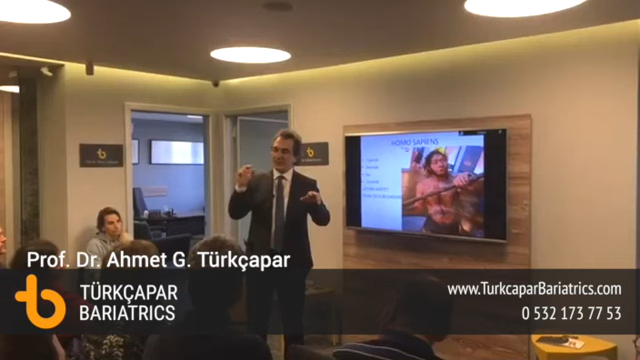 HOMO SAPIENS
Prof. Dr. Ahmet G. Türkçapar
TÜRKÇAPAR
BARIATRICS
www.TurkcaparBariatrics.com
0 532 173 77 53